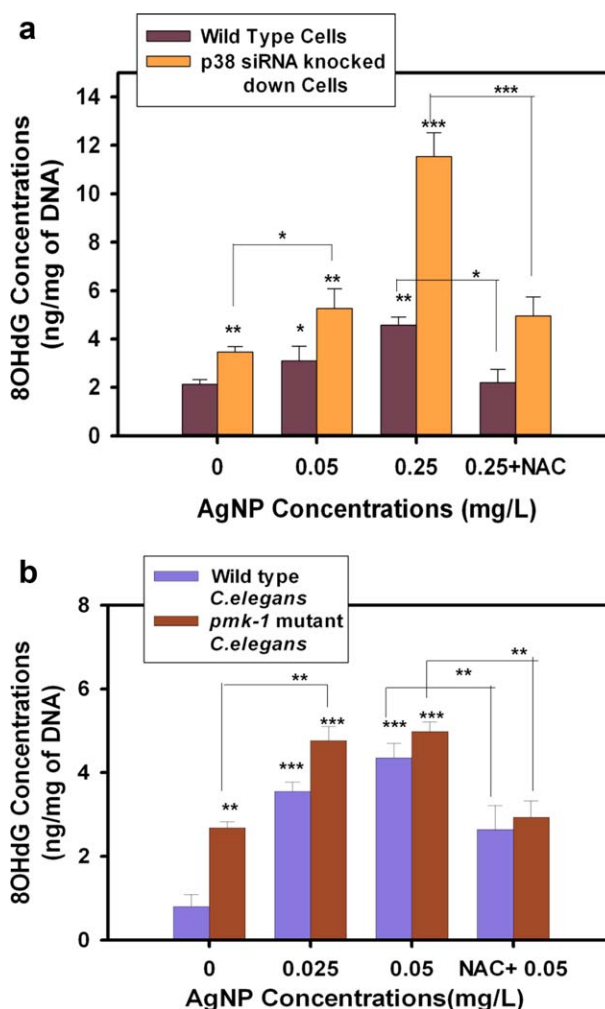 a
Wild Type Cells
p38 siRNA knocked
down Cells
8OHdG Concentrations
(ng/mg of DNA)
14
12
10
8
6
4
2
0
***
***
*
**
**
*
**
*
0 0.05 0.25 0.25+NAC
AgNP Concentrations (mg/L)
b
Wild type
C.elegans
pmk-1 mutant
C.elegans
8OHdG Concentrations
(ng/mg of DNA)
8
6
4
2
0
**
**
**
***
***
***
***
**
0 0.025 0.05 NAC+ 0.05
AgNP Concentrations(mg/L)